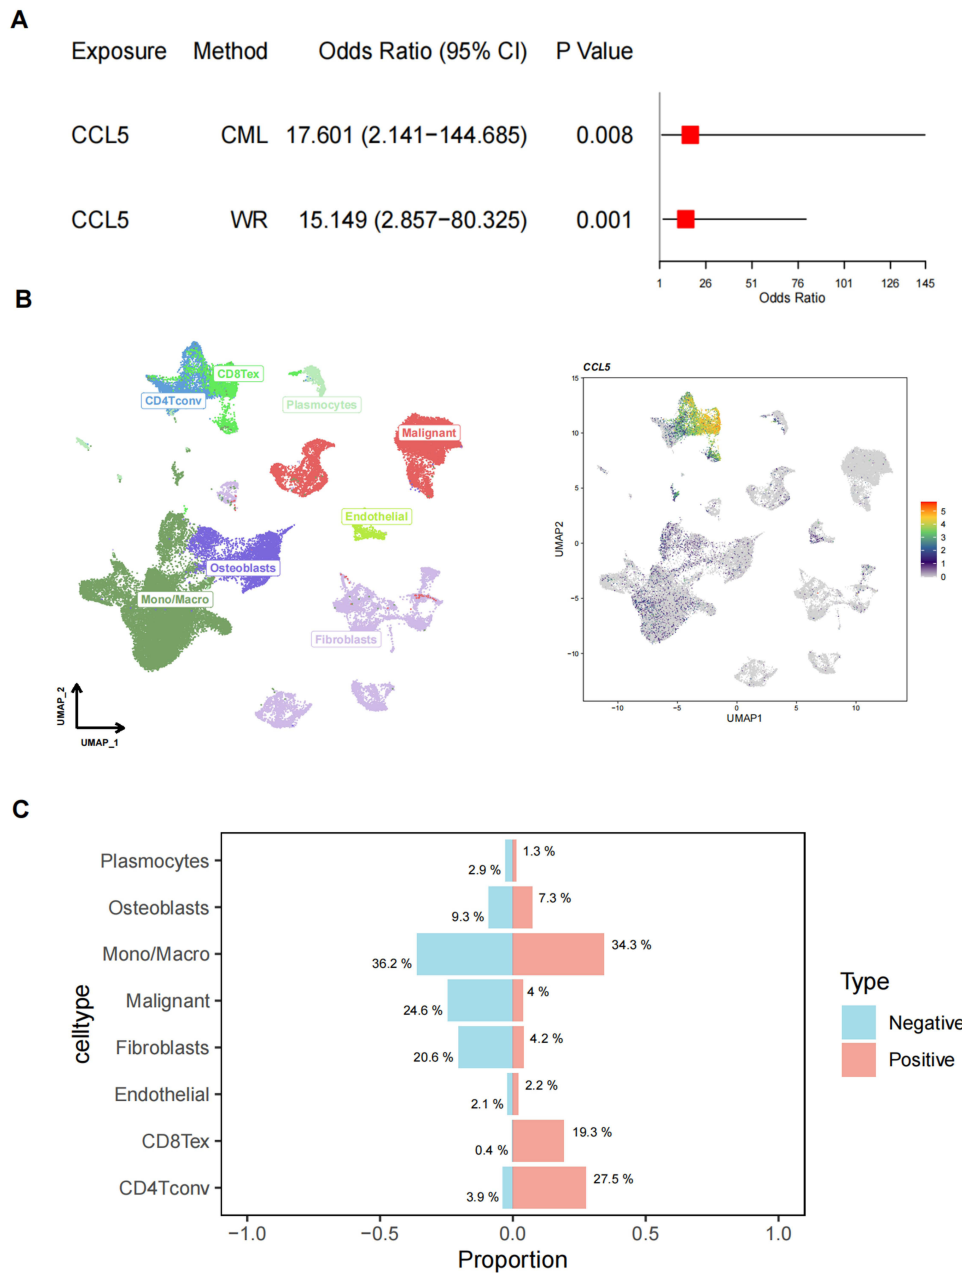 A
Exposure Method Odds Ratio (95% CI) P Value
CCL5 CML 17.601 (2.141−144.685) 0.008
CCL5 WR 15.149 (2.857−80.325) 0.001
1 26 51 76 101 126 145
Odds Ratio
B
CD8Tex
CD4Tconv
Plasmocytes
Malignant
Endothelial
Osteoblasts
Mono/Macro
Fibroblasts
UMAP_2
UMAP_1
CCL5
15
10
5
0
−5
−10
UMAP2
−10 −5 0 5 10
UMAP1
5
4
3
2
1
0
C
celltype
Plasmocytes 2.9 % 1.3 %
Osteoblasts 9.3 % 7.3 %
Mono/Macro 36.2 % 34.3 %
Malignant 24.6 % 4 %
Fibroblasts 20.6 % 4.2 %
Endothelial 2.1 % 2.2 %
CD8Tex 0.4 % 19.3 %
CD4Tconv 3.9 % 27.5 %
−1.0 −0.5 0.0 0.5 1.0
Proportion
Type
Negative
Positive